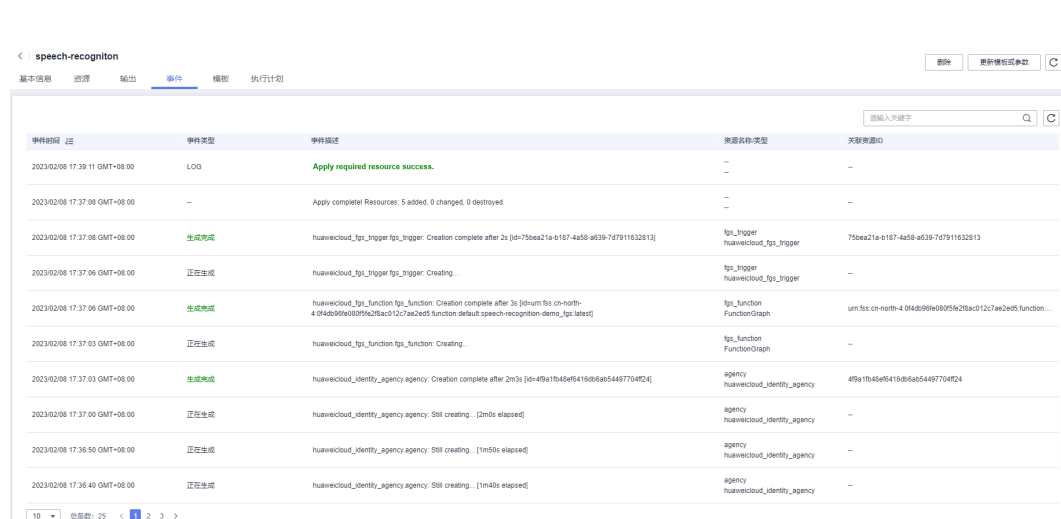 < speech-recogniton
删除 更新模板或参数
基本信息 资源 输出 事件 模板 执行计划
请输入关键字
事件时间 事件类型 事件描述 资源名称/类型 关联资源ID
2023/02/08 17:39:11 GMT+08:00 LOG Apply required resource success. -- --
--
2023/02/08 17:37:08 GMT+08:00 -- Apply complete! Resources: 5 added, 0 changed, 0 destroyed. -- --
--
2023/02/08 17:37:08 GMT+08:00 生成完成 huaweicloud_fgs_trigger.fgs_trigger: Creation complete after 2s [id=75bea21a-b187-4a58-a639-7d7911632813] fgs_trigger 75bea21a-b187-4a58-a639-7d7911632813
huaweicloud_fgs_trigger
2023/02/08 17:37:06 GMT+08:00 正在生成 huaweicloud_fgs_trigger.fgs_trigger: Creating... fgs_trigger --
huaweicloud_fgs_trigger
2023/02/08 17:37:06 GMT+08:00 生成完成 huaweicloud_fgs_function.fgs_function: Creation complete after 3s [id=urn:fss:cn-north- fgs_function urn:fss:cn-north-4:0f4db96fe080f5fe2f8ac012c7ae2ed5:function:...
4:0f4db96fe080f5fe2f8ac012c7ae2ed5:function:default:speech-recognition-demo_fgs:latest] FunctionGraph
2023/02/08 17:37:03 GMT+08:00 正在生成 huaweicloud_fgs_function.fgs_function: Creating... fgs_function --
FunctionGraph
2023/02/08 17:37:03 GMT+08:00 生成完成 huaweicloud_identity_agency.agency: Creation complete after 2m3s [id=4f9a1fb48ef6416db6ab54497704ff24] agency 4f9a1fb48ef6416db6ab54497704ff24
huaweicloud_identity_agency
2023/02/08 17:37:00 GMT+08:00 正在生成 huaweicloud_identity_agency.agency: Still creating... [2m0s elapsed] agency --
huaweicloud_identity_agency
2023/02/08 17:36:50 GMT+08:00 正在生成 huaweicloud_identity_agency.agency: Still creating... [1m50s elapsed] agency --
huaweicloud_identity_agency
2023/02/08 17:36:40 GMT+08:00 正在生成 huaweicloud_identity_agency.agency: Still creating... [1m40s elapsed] agency --
huaweicloud_identity_agency
10 总条数: 25 < 1 2 3 >